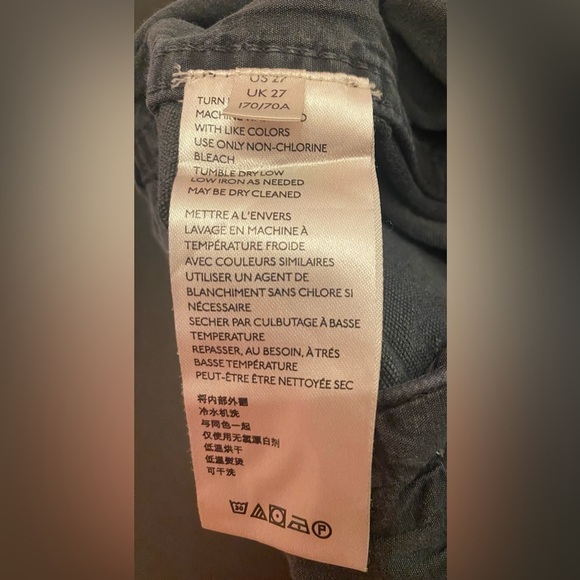 US 27
UK 27
170/70A
TURN
MACHINE
WITH LIKE COLORS
USE ONLY NON-CHLORINE
BLEACH
TUMBLE DRY LOW
LOW IRON AS NEEDED
MAY BE DRY CLEANED
METTRE A L'ENVERS
LAVAGE EN MACHINE À
TEMPÉRATURE FROIDE
AVEC COULEURS SIMILAIRES
UTILISER UN AGENT DE
BLANCHIMENT SANS CHLORE SI
NÉCESSAIRE
SECHER PAR CULBUTAGE À BASSE
TEMPERATURE
REPASSER, AU BESOIN, À TRÉS
BASSE TEMPÉRATURE
PEUT-ÊTRE ÊTRE NETTOYÉE SEC
将内部外翻
冷水机洗
与同色一起
仅使用无氯漂白剂
低温烘干
低温熨烫
可干洗
30 P